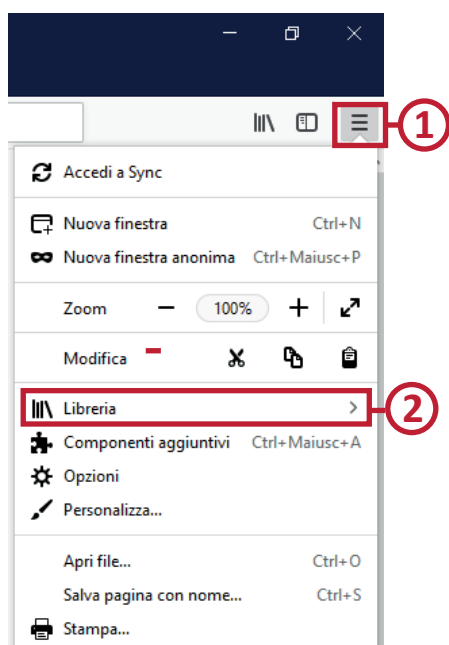 1
Accedi a Sync
Nuova finestra Ctrl+N
Nuova finestra anonima Ctrl+Maiusc+P
Zoom 100%
Modifica
Libreria
2
Componenti aggiuntivi Ctrl+Maiusc+A
Opzioni
Personalizza...
Apri file... Ctrl+O
Salva pagina con nome... Ctrl+S
Stampa...